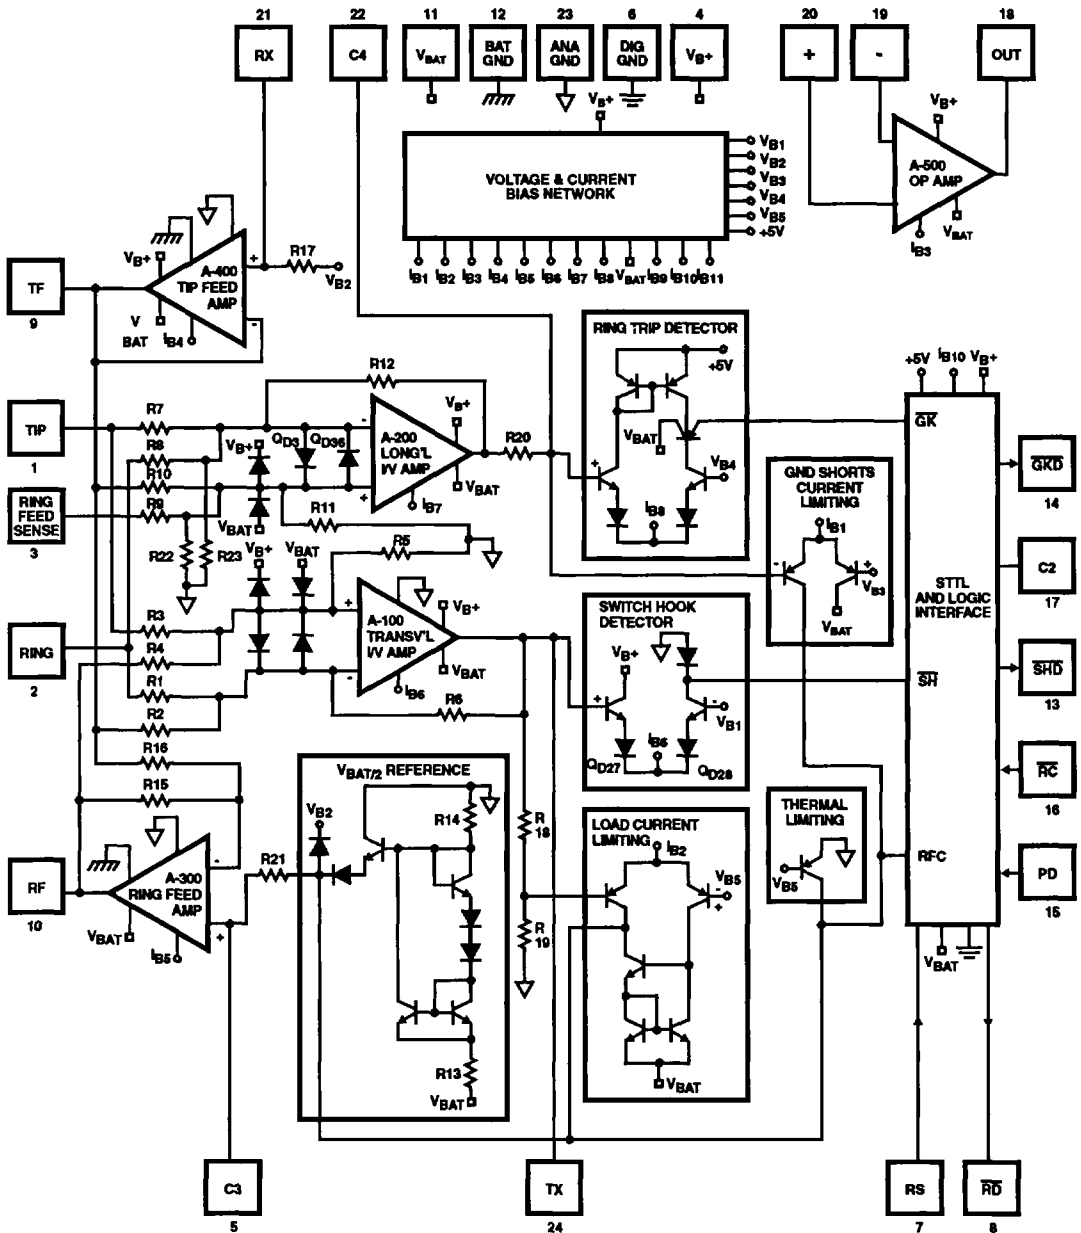 21 22 11 12 23 6 4 20 19 18
RX C4 VBAT BAT GND ANA GND DIG GND VB+ + - OUT
VB+ VB+
VOLTAGE & CURRENT
BIAS NETWORK
VB1
VB2
VB3
VB4
VB5
+5V
A-500
OP AMP
VBAT
IB3
IB1 IB2 IB3 IB4 IB5 IB6 IB7 IB8 VBAT IB9 IB10 IB11
VB+
A-400
TIP FEED
AMP
+
-
R17
VB2
V
BAT
IB4
TF
9
RING TRIP DETECTOR
+5V
VBAT
+
VB4
IB8
+5V IB10 VB+
GK
R12
R7
TIP
1
R8
VB+
QD3 QD36
-
A-200
LONG'L
I/V AMP
+
VB+
VBAT
IB7
R20
R10
R9
RING
FEED
SENSE
3
VBAT
R11
R22 R23
VB+ VBAT
R5
GND SHORTS
CURRENT
LIMITING
IB1
-
+
VB3
VBAT
GKD
14
STTL
AND LOGIC
INTERFACE
C2
17
R3
RING
2
R4
R1
R2
R16
R15
+
A-100
TRANSV'L
I/V AMP
-
VB+
VBAT
IB6
R6
SWITCH HOOK
DETECTOR
VB+
+
-
VB1
IB6
QD27 QD28
SH
SHD
13
RC
16
VBAT/2 REFERENCE
VB2
R14
R13
VBAT
R
18
R
19
LOAD CURRENT
LIMITING
IB2
VB5
-
+
VBAT
THERMAL
LIMITING
VB5
RFC
PD
15
RF
10
A-300
RING FEED
AMP
-
+
R21
VBAT
IB5
VBAT
C3
5
TX
24
RS
7
RD
8